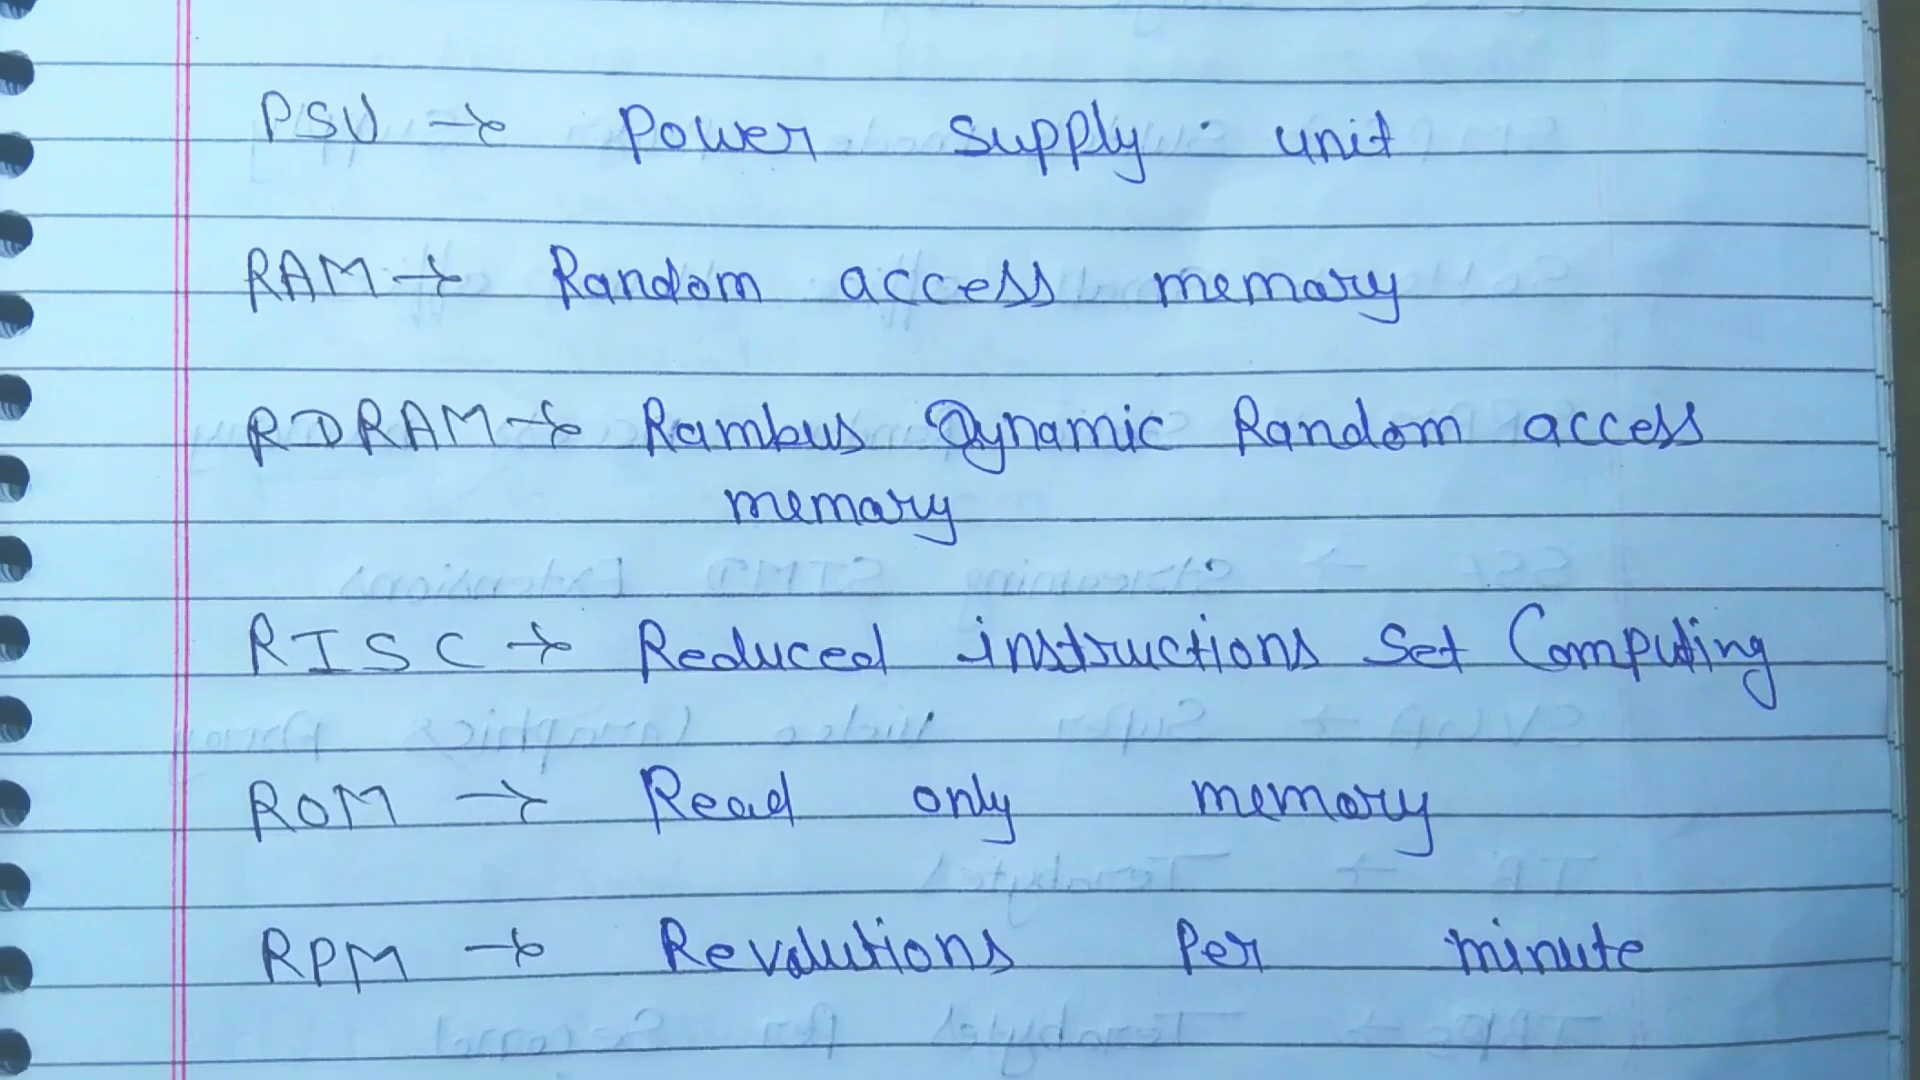 PSU → Power supply unit
RAM → Random access memory
RDRAM → Rambus Dynamic Random access
memory
RISC → Reduced instructions Set Computing
ROM → Read only memory
RPM → Revolutions Per minute